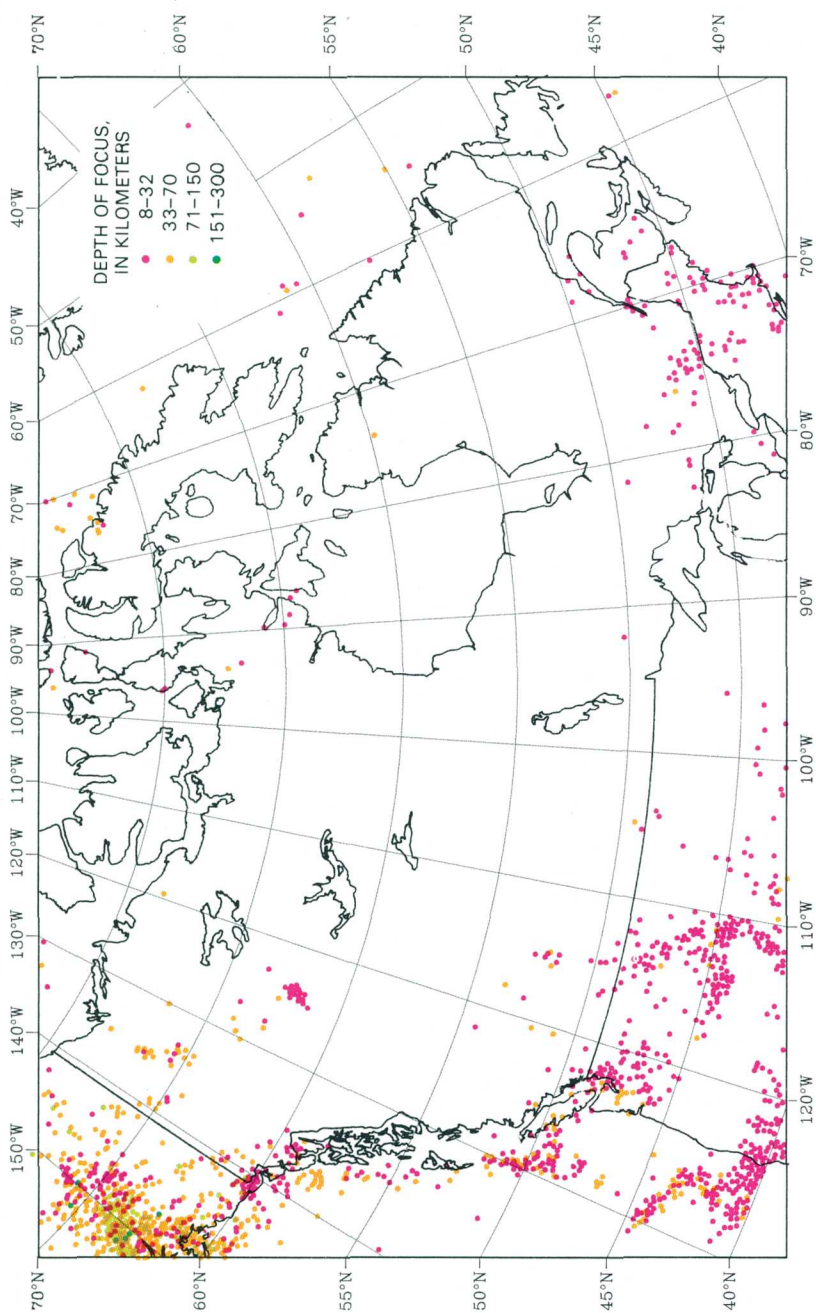 70°N
60°N
55°N
50°N
45°N
40°N
40°W
50°W
60°W
70°W
80°W
90°W
100°W
110°W
120°W
130°W
140°W
150°W
DEPTH OF FOCUS,
IN KILOMETERS
8–32
33–70
71–150
151–300
70°W
80°W
90°W
100°W
110°W
120°W
70°N
60°N
55°N
50°N
45°N
40°N